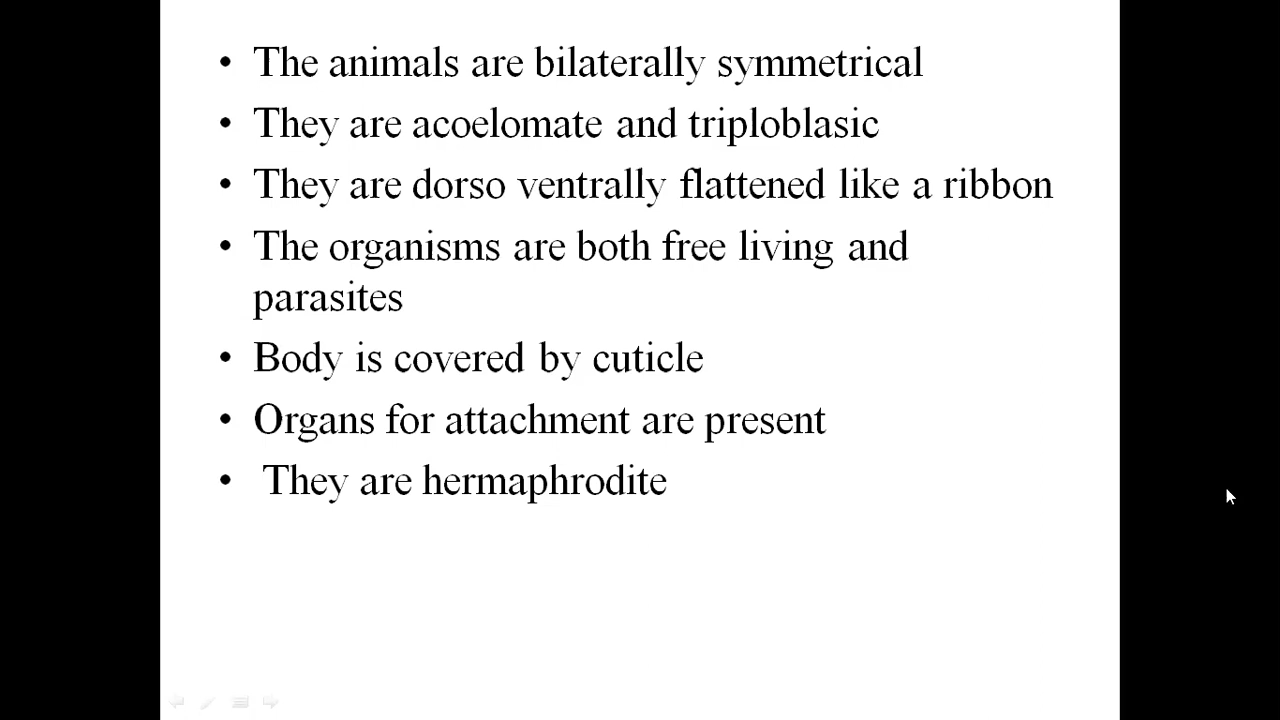 • The animals are bilaterally symmetrical
• They are acoelomate and triploblasic
• They are dorso ventrally flattened like a ribbon
• The organisms are both free living and
parasites
• Body is covered by cuticle
• Organs for attachment are present
• They are hermaphrodite